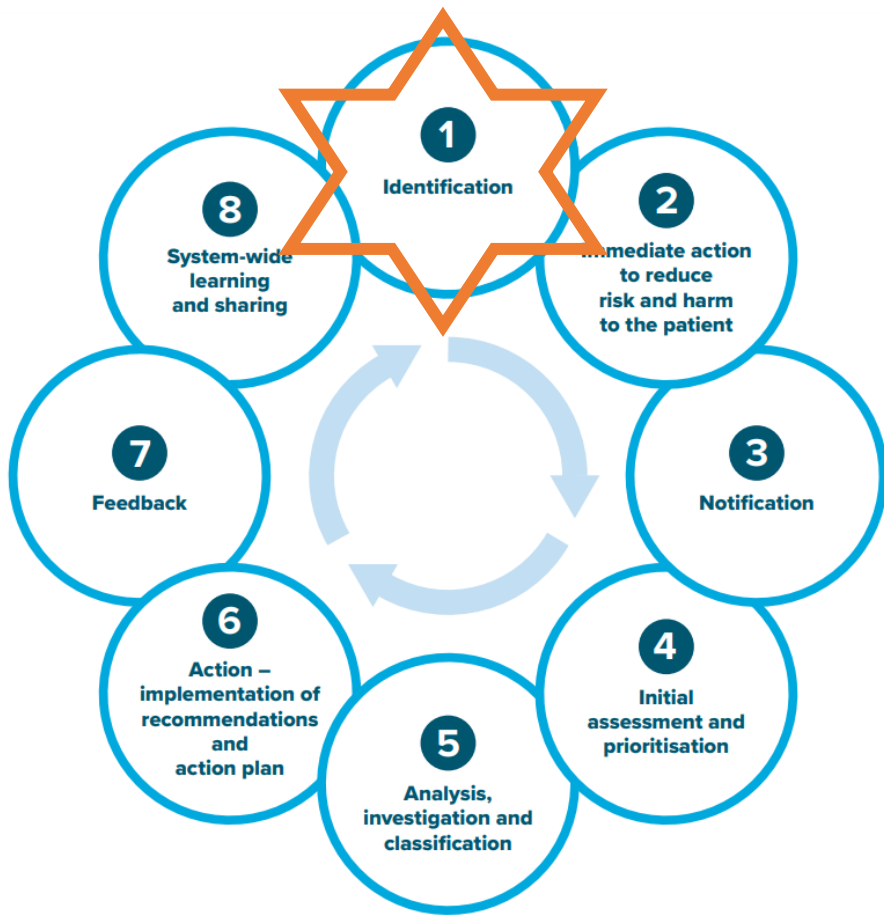 1
Identification
2
Immediate action
to reduce
risk and harm
to the patient
3
Notification
4
Initial
assessment and
prioritisation
5
Analysis,
investigation and
classification
6
Action –
implementation of
recommendations
and
action plan
7
Feedback
8
System-wide
learning
and sharing